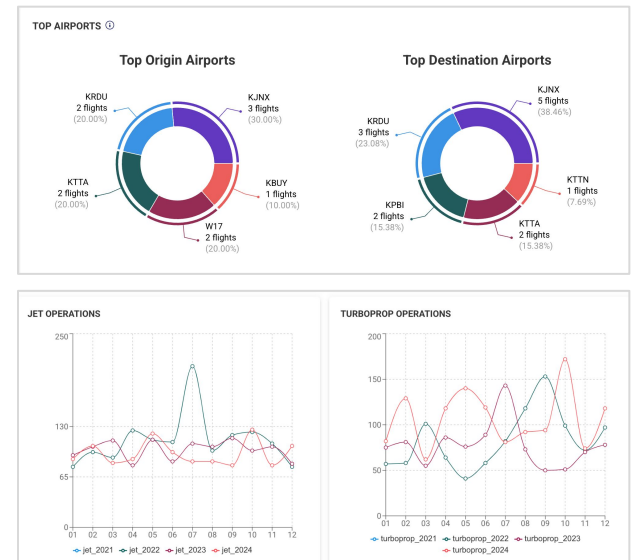 TOP AIRPORTS
Top Origin Airports
Top Destination Airports
KRDU
2 flights
(20.00%)
KJNX
3 flights
(30.00%)
KTTA
2 flights
(20.00%)
KBUY
1 flights
(10.00%)
W17
2 flights
(20.00%)
KJNX
5 flights
(38.46%)
KRDU
3 flights
(23.08%)
KTTN
1 flights
(7.69%)
KPBI
2 flights
(15.38%)
KTTA
2 flights
(15.38%)
JET OPERATIONS
250
130
65
0
01 02 03 04 05 06 07 08 09 10 11 12
jet_2021 jet_2022 jet_2023 jet_2024
TURBOPROP OPERATIONS
200
150
100
50
0
01 02 03 04 05 06 07 08 09 10 11 12
turboprop_2021 turboprop_2022 turboprop_2023
turboprop_2024